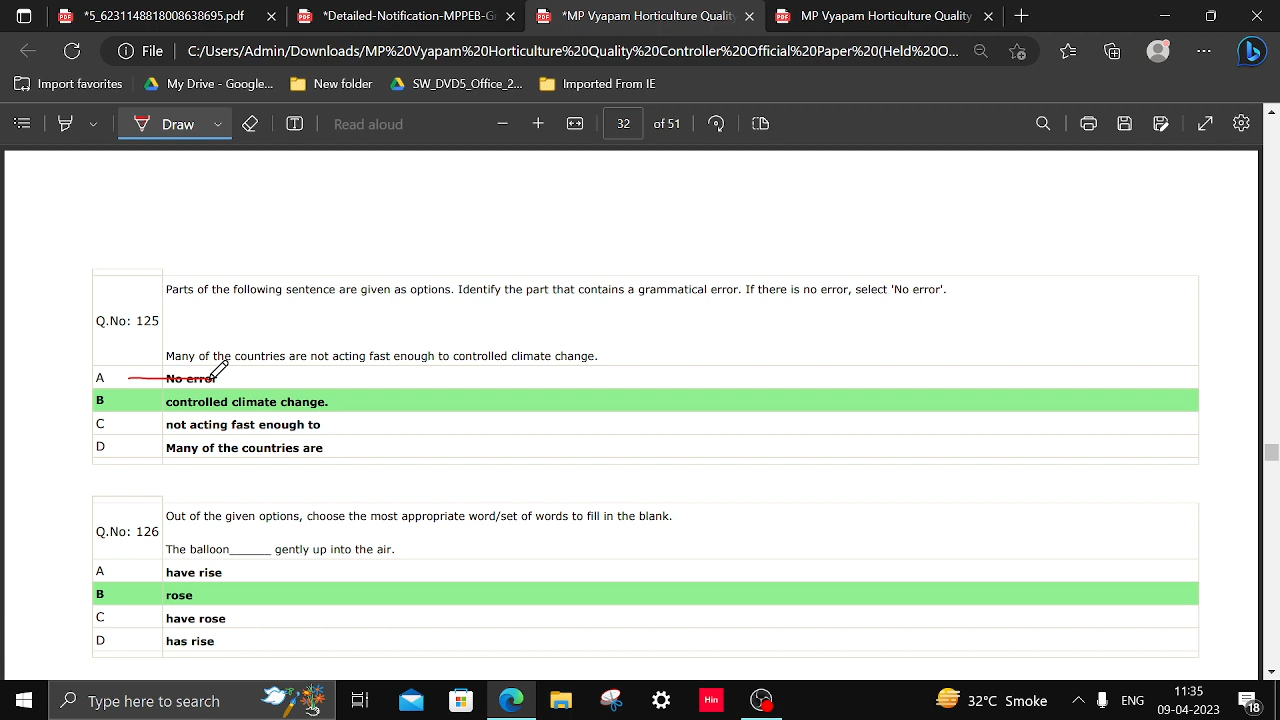 *5_6231148818008638695.pdf
*Detailed-Notification-MPPEB-G
*MP Vyapam Horticulture Quality
MP Vyapam Horticulture Quality
File
C:/Users/Admin/Downloads/MP%20Vyapam%20Horticulture%20Quality%20Controller%20Official%20Paper%20(Held%20O...
Import favorites
My Drive - Google...
New folder
SW_DVD5_Office_2...
Imported From IE
Draw
Read aloud
32
of 51
Parts of the following sentence are given as options. Identify the part that contains a grammatical error. If there is no error, select 'No error'.
Q.No: 125
Many of the countries are not acting fast enough to controlled climate change.
A No error
B controlled climate change.
C not acting fast enough to
D Many of the countries are
Out of the given options, choose the most appropriate word/set of words to fill in the blank.
Q.No: 126
The balloon_______ gently up into the air.
A have rise
B rose
C have rose
D has rise
Type here to search
Hin
32°C Smoke
ENG
11:35
09-04-2023
18